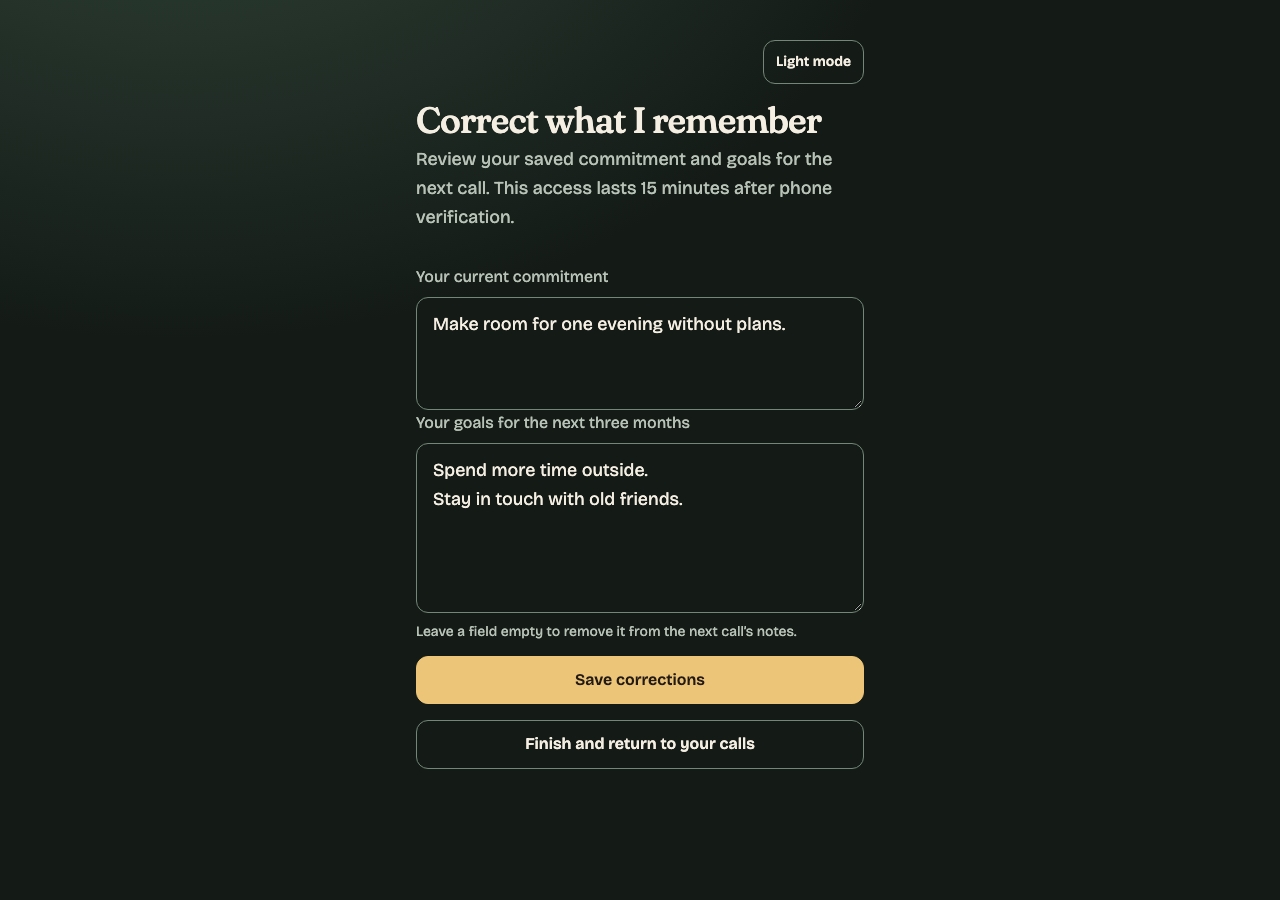 Light mode
Correct what I remember
Review your saved commitment and goals for the
next call. This access lasts 15 minutes after phone
verification.
Your current commitment
Make room for one evening without plans.
Your goals for the next three months
Spend more time outside.
Stay in touch with old friends.
Leave a field empty to remove it from the next call's notes.
Save corrections
Finish and return to your calls